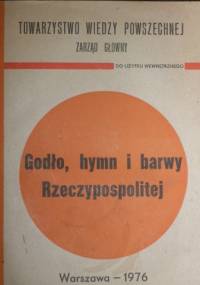 TOWARZYSTWO WIEDZY POWSZECHNEJ
ZARZĄD GŁÓWNY
DO UŻYTKU WEWNĘTRZNEGO
Godło, hymn i barwy
Rzeczypospolitej
Warszawa – 1976